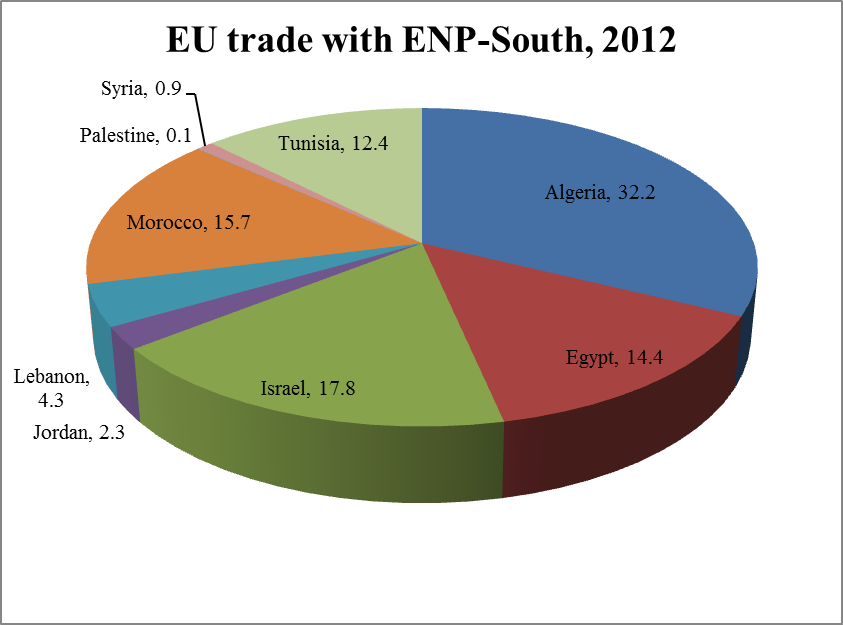 EU trade with ENP-South, 2012
Syria, 0.9
Palestine, 0.1
Tunisia, 12.4
Algeria, 32.2
Morocco, 15.7
Egypt, 14.4
Israel, 17.8
Lebanon,
4.3
Jordan, 2.3